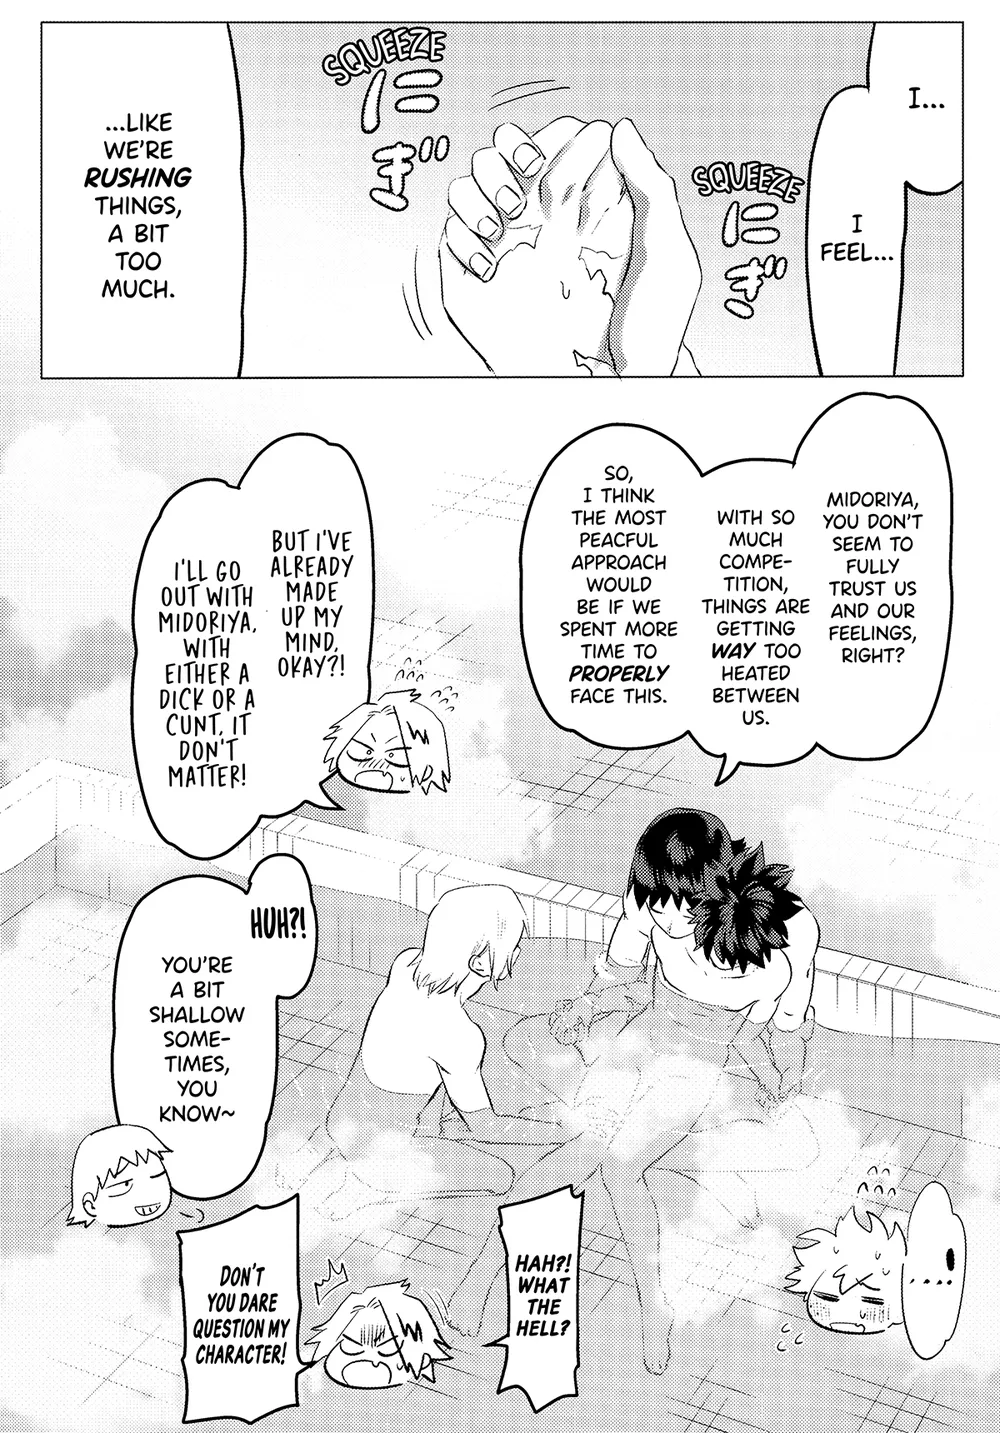 I...
I
FEEL...
SQUEEZE
にぎ
SQUEEZE
にぎ
...LIKE
WE'RE
RUSHING
THINGS,
A BIT
TOO
MUCH.
MIDORIYA,
YOU DON'T
SEEM TO
FULLY
TRUST US
AND OUR
FEELINGS,
RIGHT?
WITH SO
MUCH
COMPE-
TITION,
THINGS ARE
GETTING
WAY TOO
HEATED
BETWEEN
US.
SO,
I THINK
THE MOST
PEACFUL
APPROACH
WOULD
BE IF WE
SPENT MORE
TIME TO
PROPERLY
FACE THIS.
BUT I'VE
ALREADY
MADE
UP MY
MIND,
OKAY?!
I'LL GO
OUT WITH
MIDORIYA,
WITH
EITHER A
DICK OR A
CUNT, IT
DON'T
MATTER!
HUH?!
YOU'RE
A BIT
SHALLOW
SOME-
TIMES,
YOU
KNOW~
.....!
HAH?!
WHAT
THE
HELL?
DON'T
YOU DARE
QUESTION MY
CHARACTER!